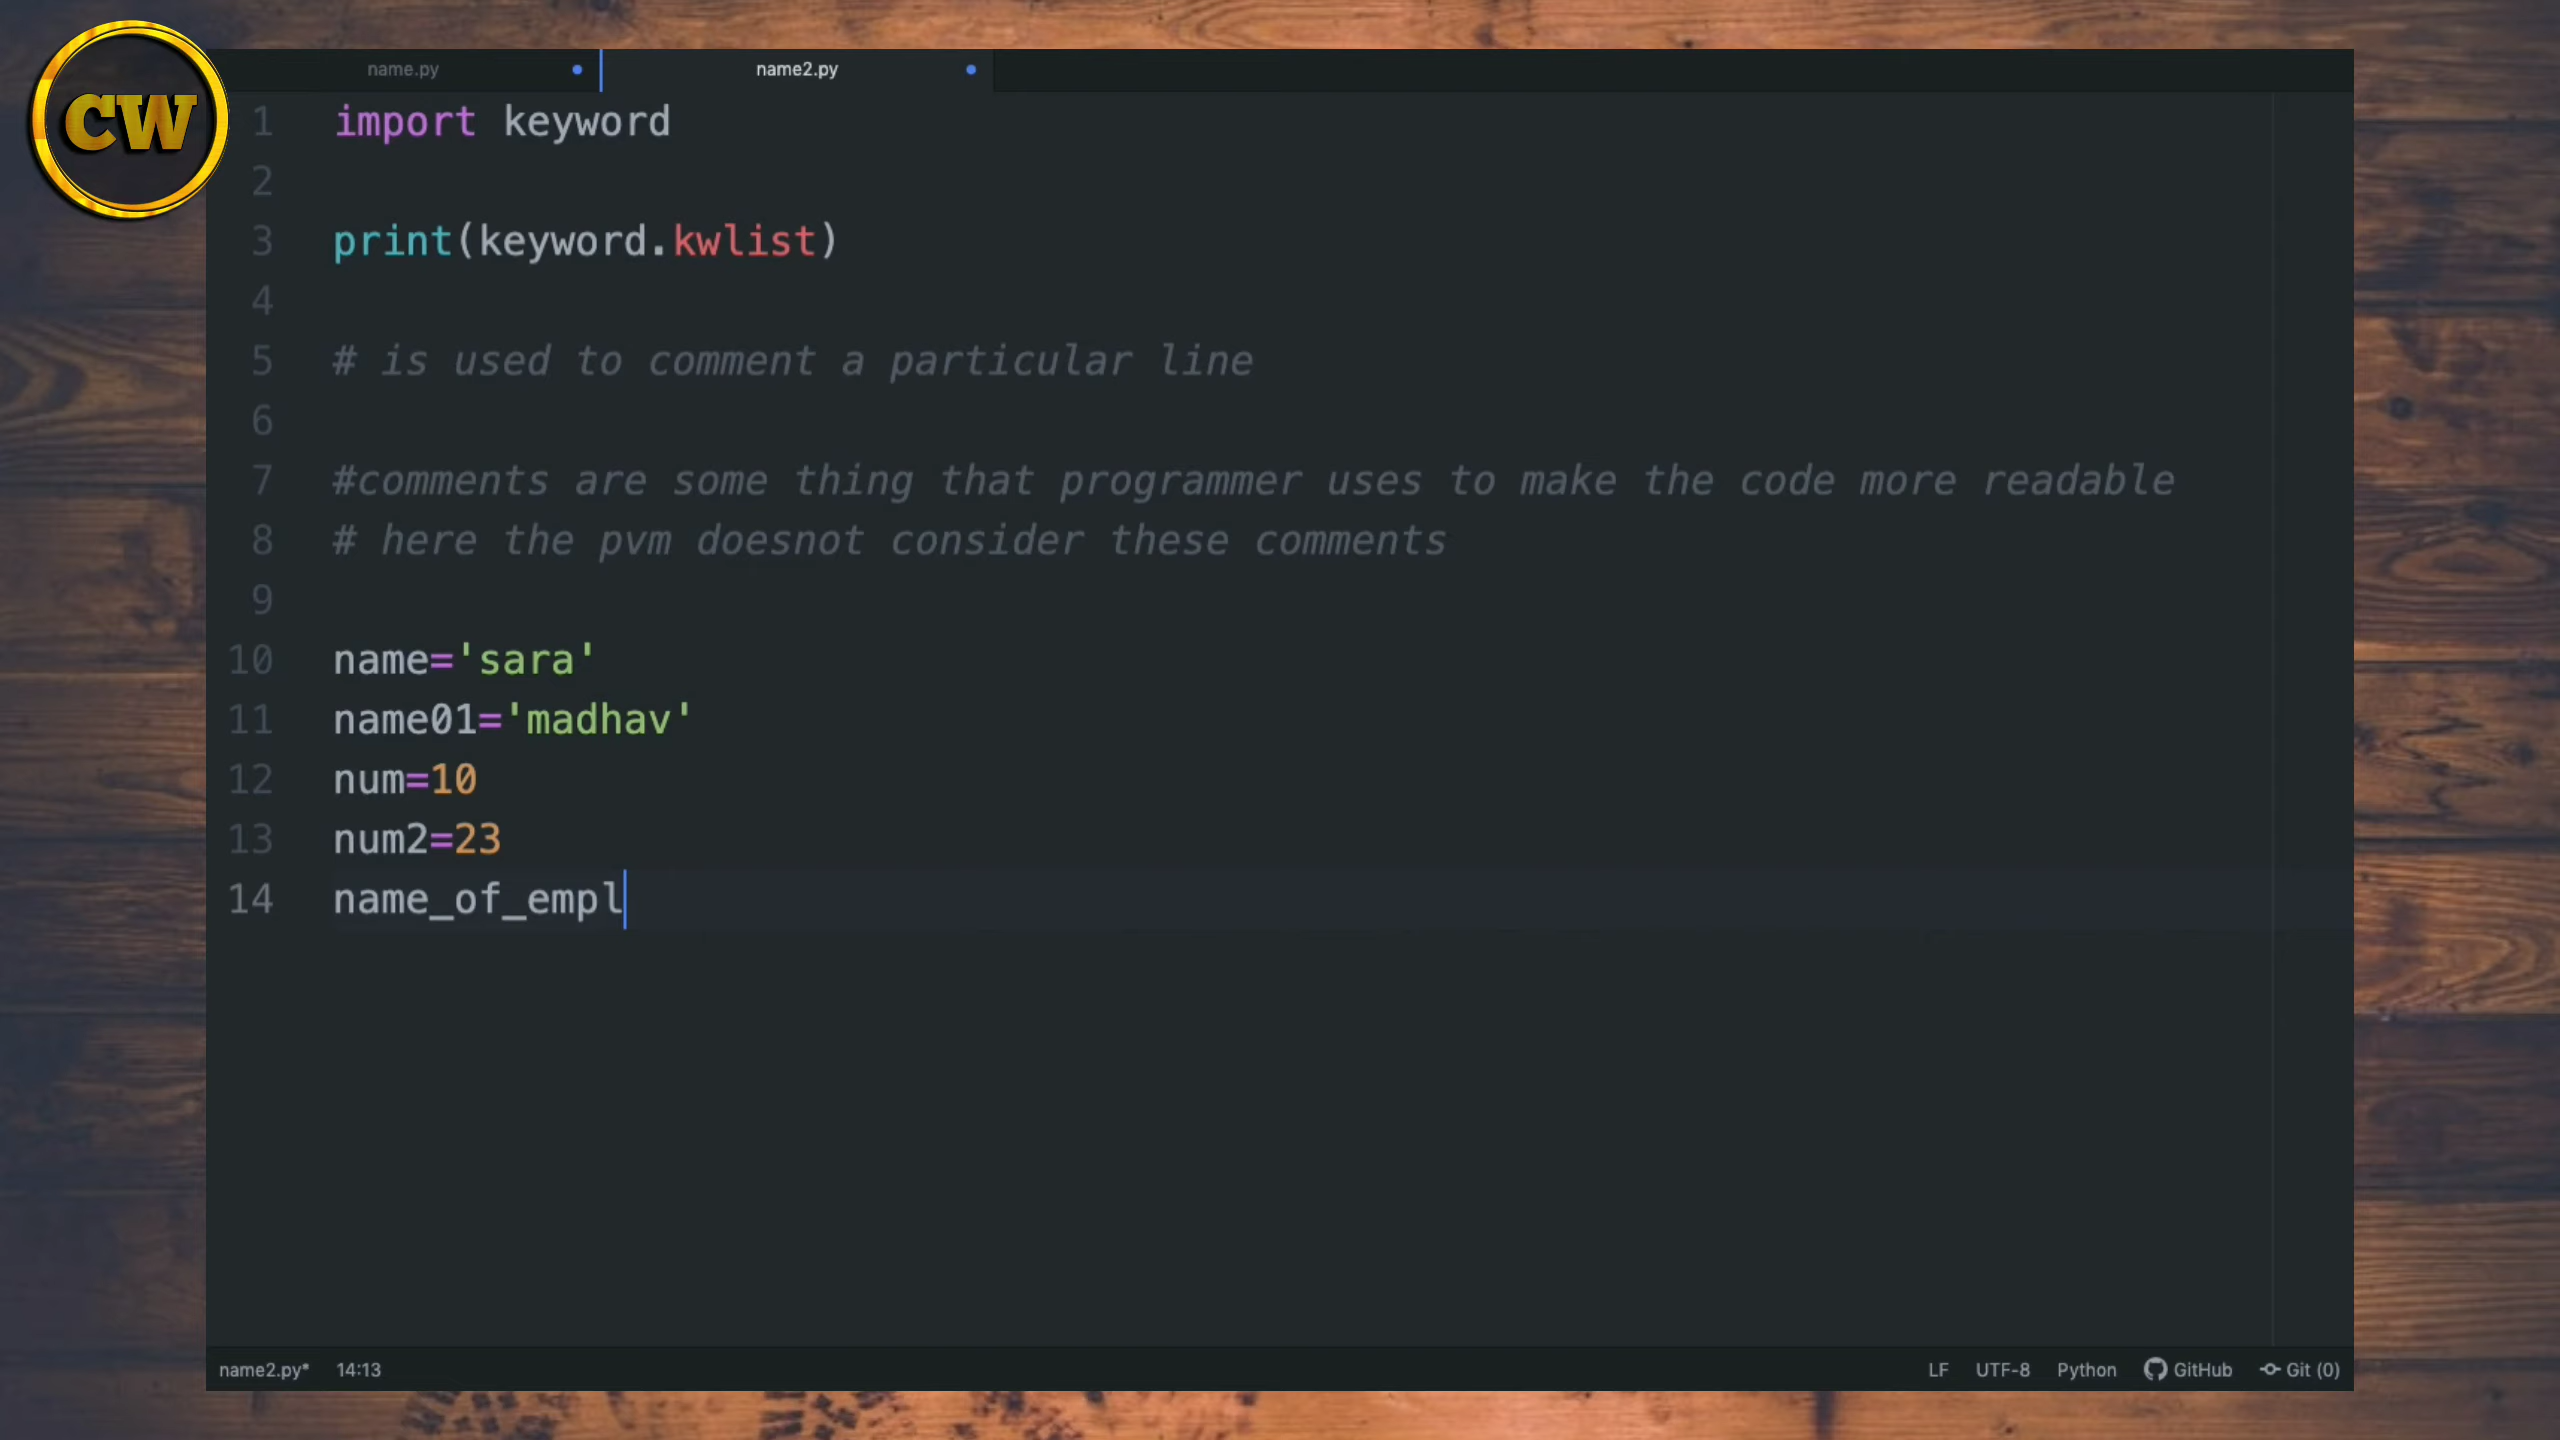 CW
name.py name2.py
1 import keyword
2
3 print(keyword.kwlist)
4
5 # is used to comment a particular line
6
7 #comments are some thing that programmer uses to make the code more readable
8 # here the pvm doesnot consider these comments
9
10 name='sara'
11 name01='madhav'
12 num=10
13 num2=23
14 name_of_empl
name2.py* 14:13 LF UTF-8 Python GitHub Git (0)